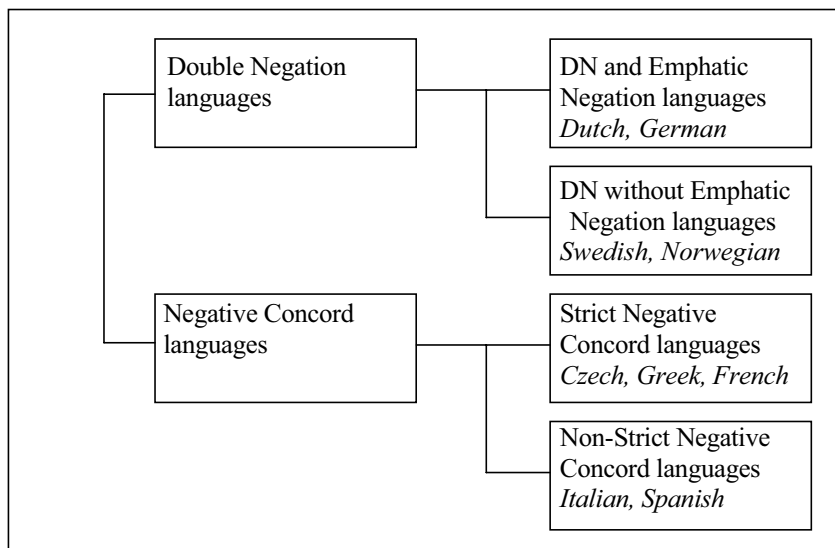 Double Negation
languages
DN and Emphatic
Negation languages
Dutch, German
DN without Emphatic
Negation languages
Swedish, Norwegian
Negative Concord
languages
Strict Negative
Concord languages
Czech, Greek, French
Non-Strict Negative
Concord languages
Italian, Spanish